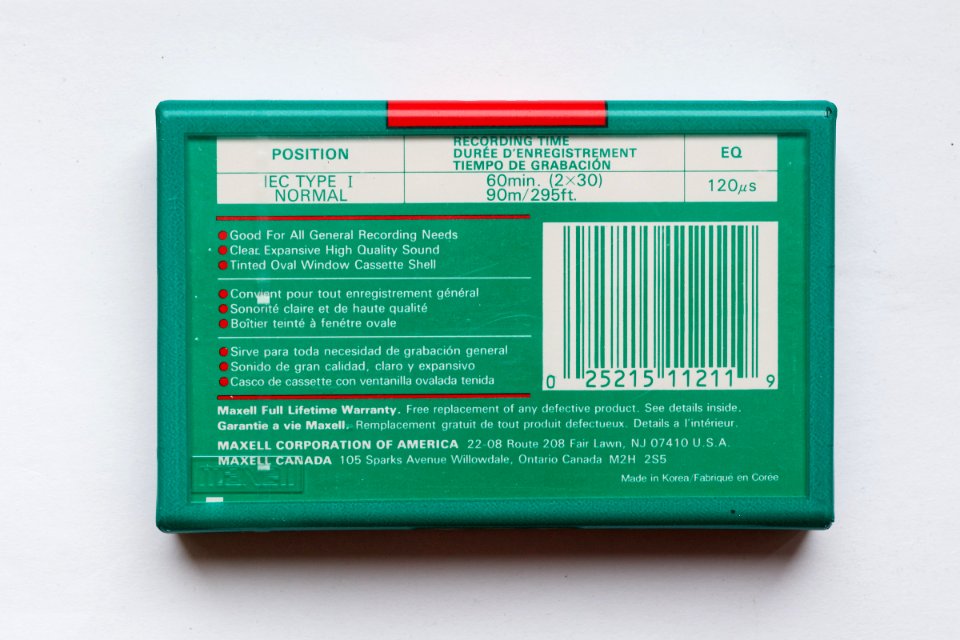 POSITION
RECORDING TIME
DURÉE D'ENREGISTREMENT
TIEMPO DE GRABACIÓN
EQ
IEC TYPE I
NORMAL
60min. (2×30)
90m/295ft.
120µs
Good For All General Recording Needs
Clear, Expansive High Quality Sound
Tinted Oval Window Cassette Shell
Convient pour tout enregistrement général
Sonorité claire et de haute qualité
Boîtier teinté à fenétre ovale
Sirve para toda necesidad de grabación general
Sonido de gran calidad, claro y expansivo
Casco de cassette con ventanilla ovalada tenida
0 25215 11211 9
Maxell Full Lifetime Warranty. Free replacement of any defective product. See details inside.
Garantie a vie Maxell. Remplacement gratuit de tout produit defectueux. Details a l'intérieur.
MAXELL CORPORATION OF AMERICA 22-08 Route 208 Fair Lawn, NJ 07410 U.S.A.
MAXELL CANADA 105 Sparks Avenue Willowdale, Ontario Canada M2H 2S5
maxell
Made in Korea/Fabriqué en Corée